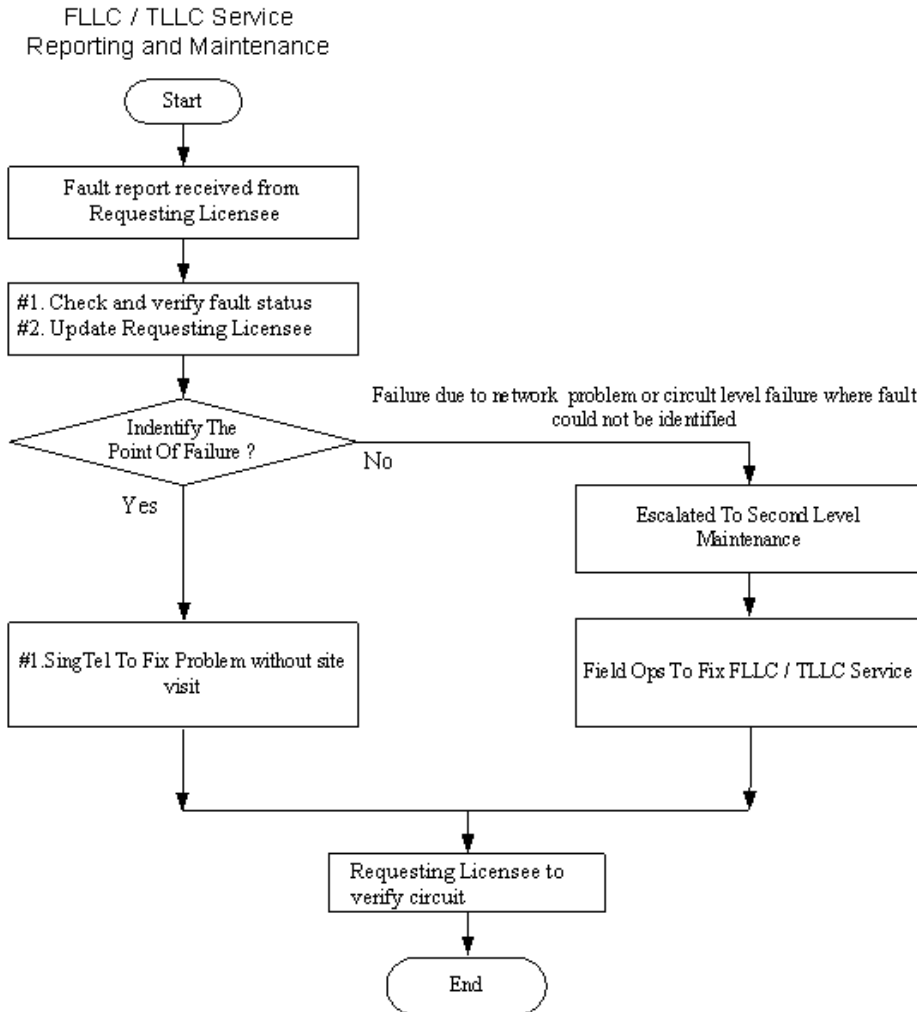 FLLC / TLLC Service
Reporting and Maintenance
Start
Fault report received from
Requesting Licensee
#1. Check and verify fault status
#2. Update Requesting Licensee
Failure due to network problem or circult level failure where fault
could not be identified
Indentify The
Point Of Failure ?
No
Yes
Escalated To Second Level
Maintenance
#1.SingTel To Fix Problem without site
visit
Field Ops To Fix FLLC / TLLC Service
Requesting Licensee to
verify circuit
End